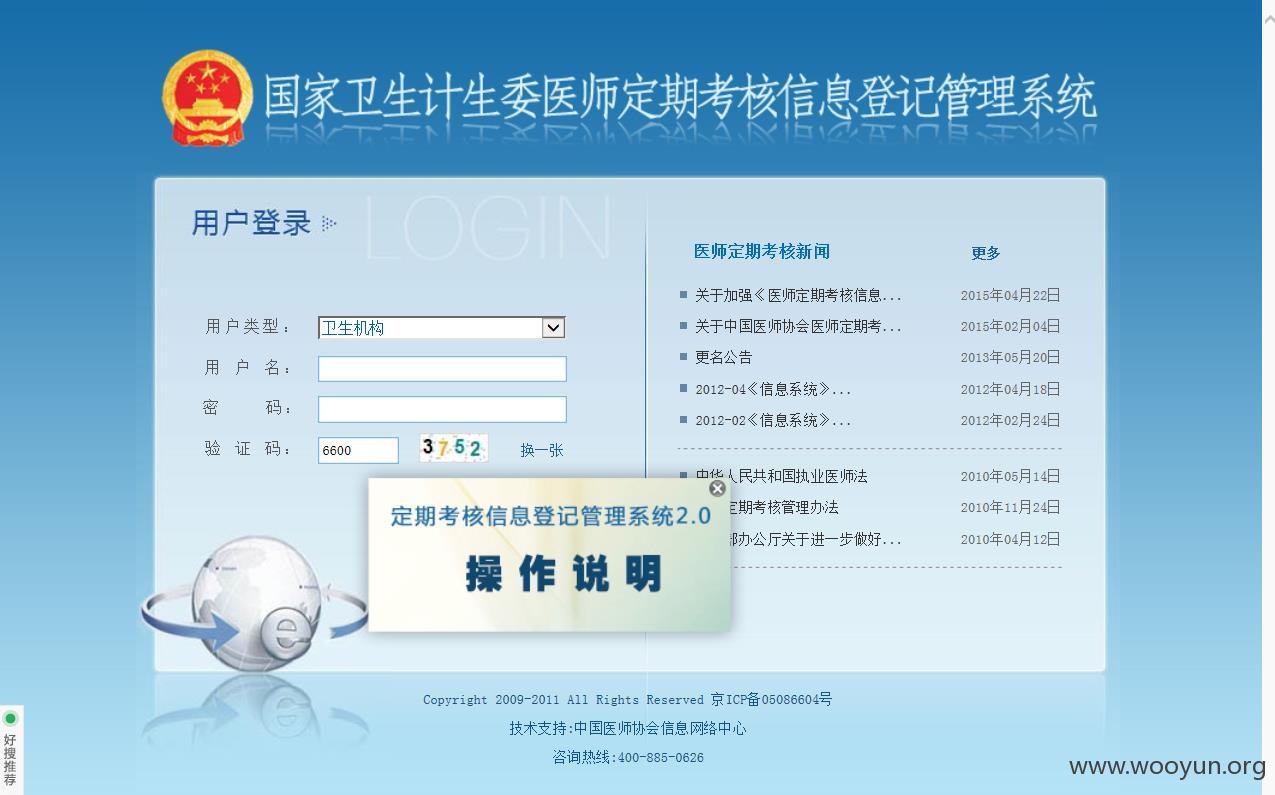 国家卫生计生委医师定期考核信息登记管理系统
用户登录
LOGIN
用户类型：
卫生机构
用 户 名：
密 码：
验 证 码：
6600
3752
换一张
医师定期考核新闻
更多
关于加强《医师定期考核信息... 2015年04月22日
关于中国医师协会医师定期考... 2015年02月04日
更名公告 2013年05月20日
2012-04《信息系统》... 2012年04月18日
2012-02《信息系统》... 2012年02月24日
中华人民共和国执业医师法 2010年05月14日
定期考核管理办法 2010年11月24日
部办公厅关于进一步做好... 2010年04月12日
定期考核信息登记管理系统2.0
操作说明
Copyright 2009-2011 All Rights Reserved 京ICP备05086604号
技术支持:中国医师协会信息网络中心
咨询热线:400-885-0626
好搜推荐
www.wooyun.org